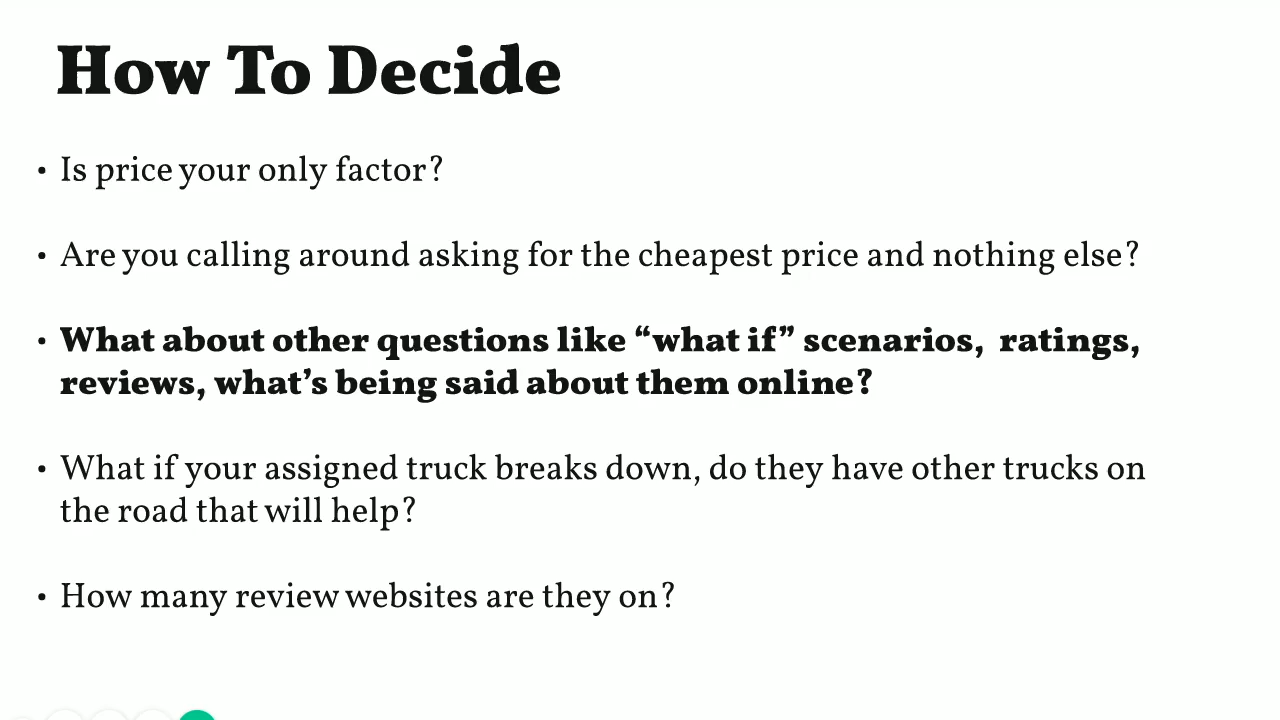 How To Decide
• Is price your only factor?
• Are you calling around asking for the cheapest price and nothing else?
• What about other questions like “what if” scenarios,  ratings,
reviews, what’s being said about them online?
• What if your assigned truck breaks down, do they have other trucks on
the road that will help?
• How many review websites are they on?